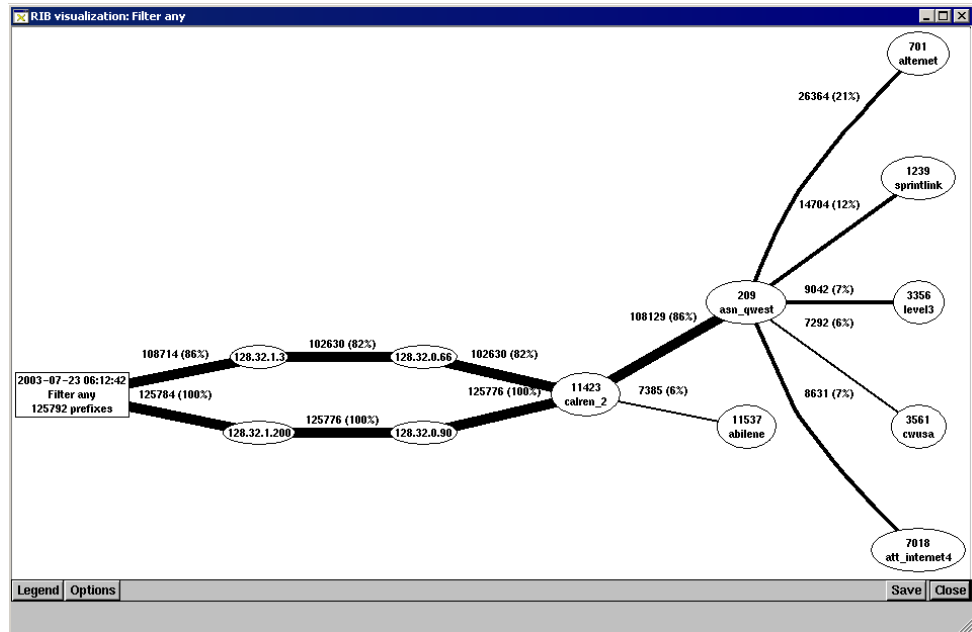 RIB visualization: Filter any
701
alternet
26364 (21%)
1239
sprintlink
14704 (12%)
209
asn_qwest
9042 (7%)
3356
level3
7292 (6%)
108129 (86%)
108714 (86%)
128.32.1.3
102630 (82%)
128.32.0.66
102630 (82%)
2003-07-23 06:12:42
Filter any
125792 prefixes
125784 (100%)
11423
calren_2
7385 (6%)
8631 (7%)
125776 (100%)
125776 (100%)
128.32.1.200
128.32.0.90
11537
abilene
3561
cwusa
7018
att_internet4
Legend
Options
Save
Close